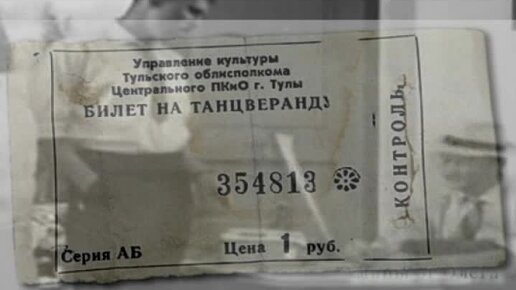 Управление культуры
Тульского облисполкома
Центрального ПКиО г. Тулы
БИЛЕТ НА ТАНЦВЕРАНДУ
354813
Серия АБ
Цена 1 руб.
КОНТРОЛЬ